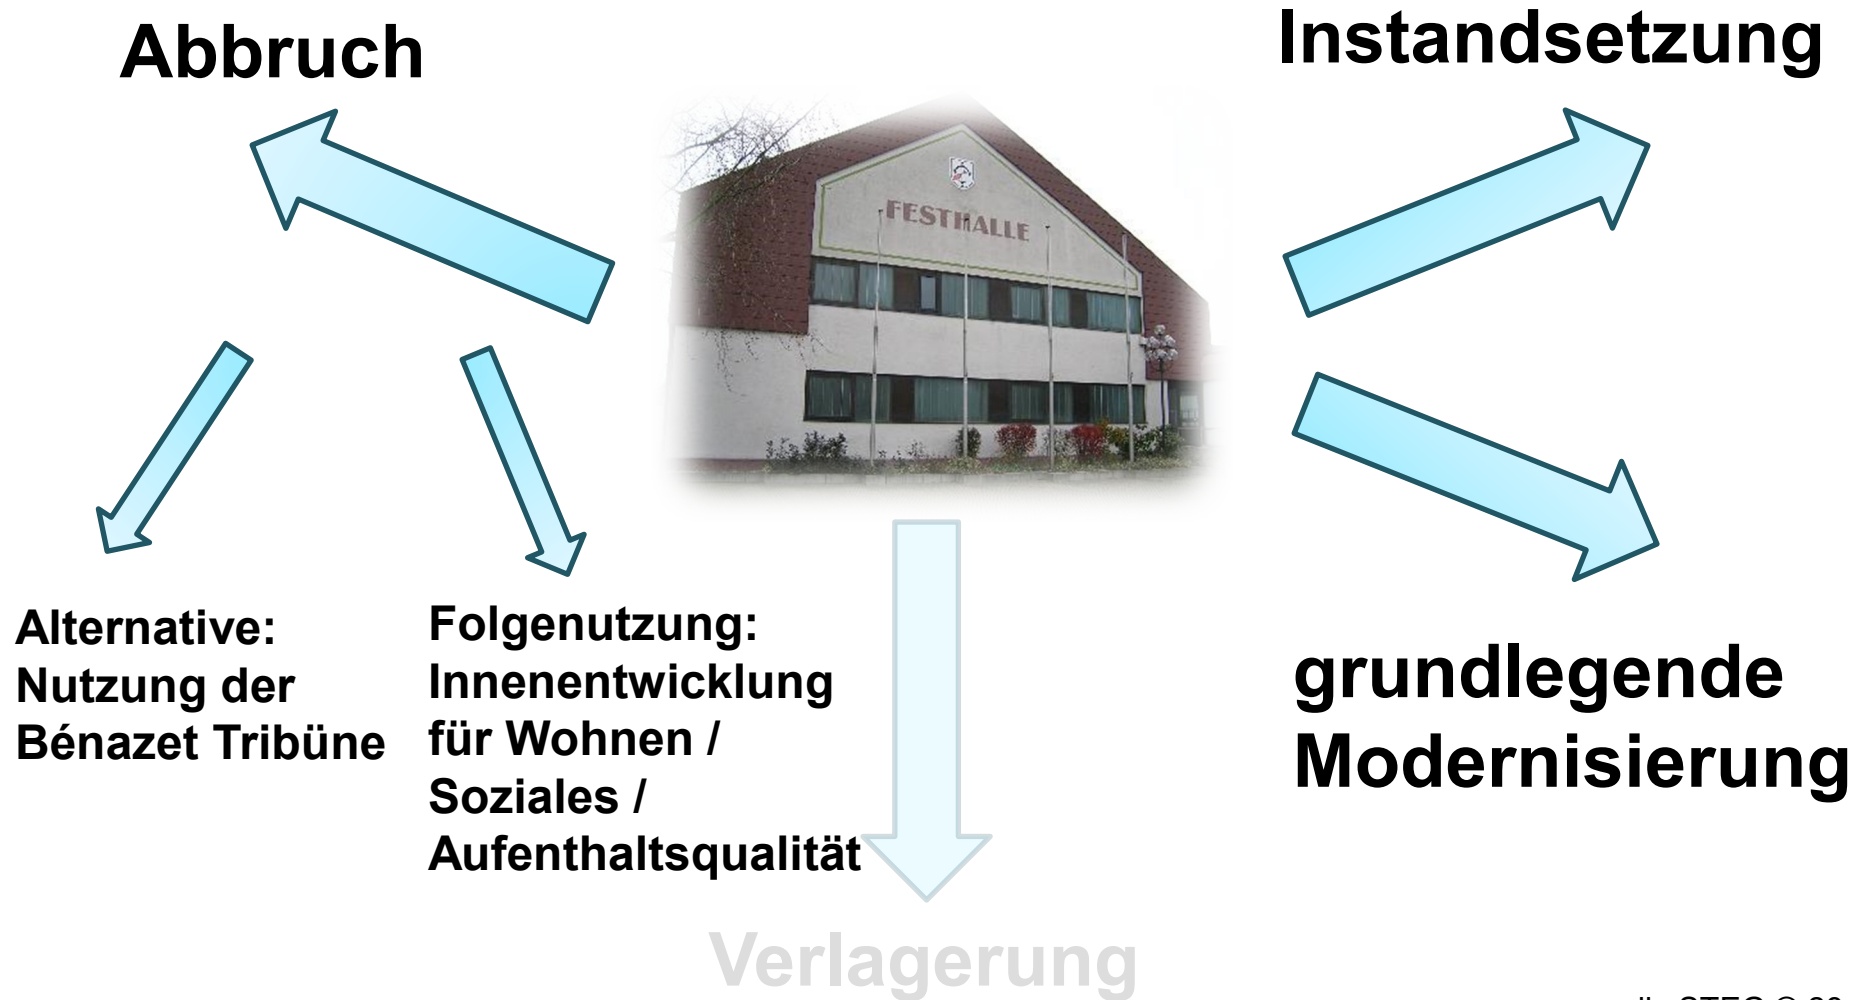 Abbruch
Instandsetzung
FESTHALLE
Alternative:
Nutzung der
Bénazet Tribüne
Folgenutzung:
Innenentwicklung
für Wohnen /
Soziales /
Aufenthaltsqualität
grundlegende
Modernisierung
Verlagerung